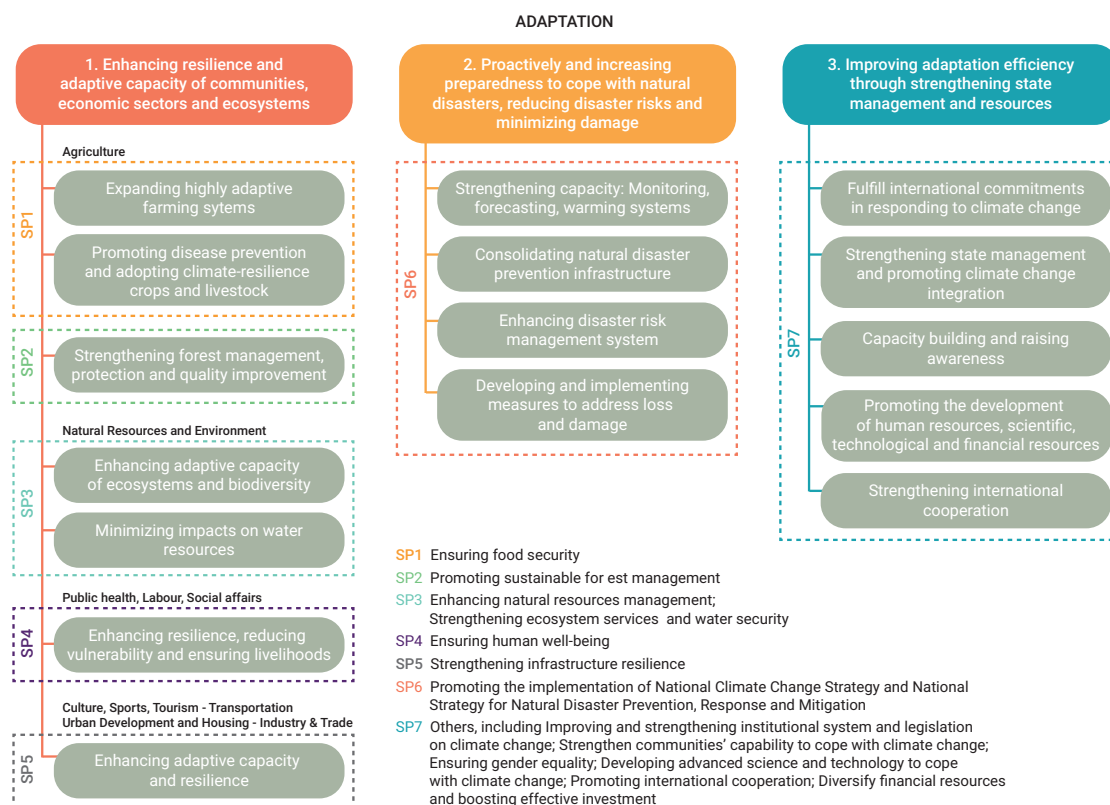 ADAPTATION
1. Enhancing resilience and
adaptive capacity of communities,
economic sectors and ecosystems
Agriculture
SP1
Expanding highly adaptive
farming sytems
Promoting disease prevention
and adopting climate-resilience
crops and livestock
SP2
Strengthening forest management,
protection and quality improvement
Natural Resources and Environment
SP3
Enhancing adaptive capacity
of ecosystems and biodiversity
Minimizing impacts on water
resources
Public health, Labour, Social affairs
SP4
Enhancing resilience, reducing
vulnerability and ensuring livelihoods
Culture, Sports, Tourism - Transportation
Urban Development and Housing - Industry & Trade
SP5
Enhancing adaptive capacity
and resilience
2. Proactively and increasing
preparedness to cope with natural
disasters, reducing disaster risks and
minimizing damage
SP6
Strengthening capacity: Monitoring,
forecasting, warming systems
Consolidating natural disaster
prevention infrastructure
Enhancing disaster risk
management system
Developing and implementing
measures to address loss
and damage
3. Improving adaptation efficiency
through strengthening state
management and resources
SP7
Fulfill international commitments
in responding to climate change
Strengthening state management
and promoting climate change
integration
Capacity building and raising
awareness
Promoting the development
of human resources, scientific,
technological and financial resources
Strengthening international
cooperation
SP1 Ensuring food security
SP2 Promoting sustainable for est management
SP3 Enhancing natural resources management;
Strengthening ecosystem services and water security
SP4 Ensuring human well-being
SP5 Strengthening infrastructure resilience
SP6 Promoting the implementation of National Climate Change Strategy and National
Strategy for Natural Disaster Prevention, Response and Mitigation
SP7 Others, including Improving and strengthening institutional system and legislation
on climate change; Strengthen communities' capability to cope with climate change;
Ensuring gender equality; Developing advanced science and technology to cope
with climate change; Promoting international cooperation; Diversify financial resources
and boosting effective investment